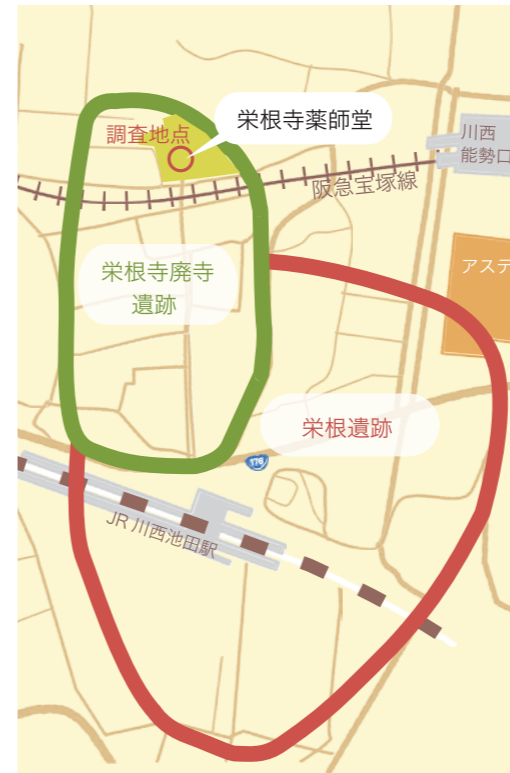 栄根寺薬師堂
調査地点
川西
能勢口
阪急宝塚線
アステ
栄根寺廃寺
遺跡
栄根遺跡
176
JR 川西池田駅